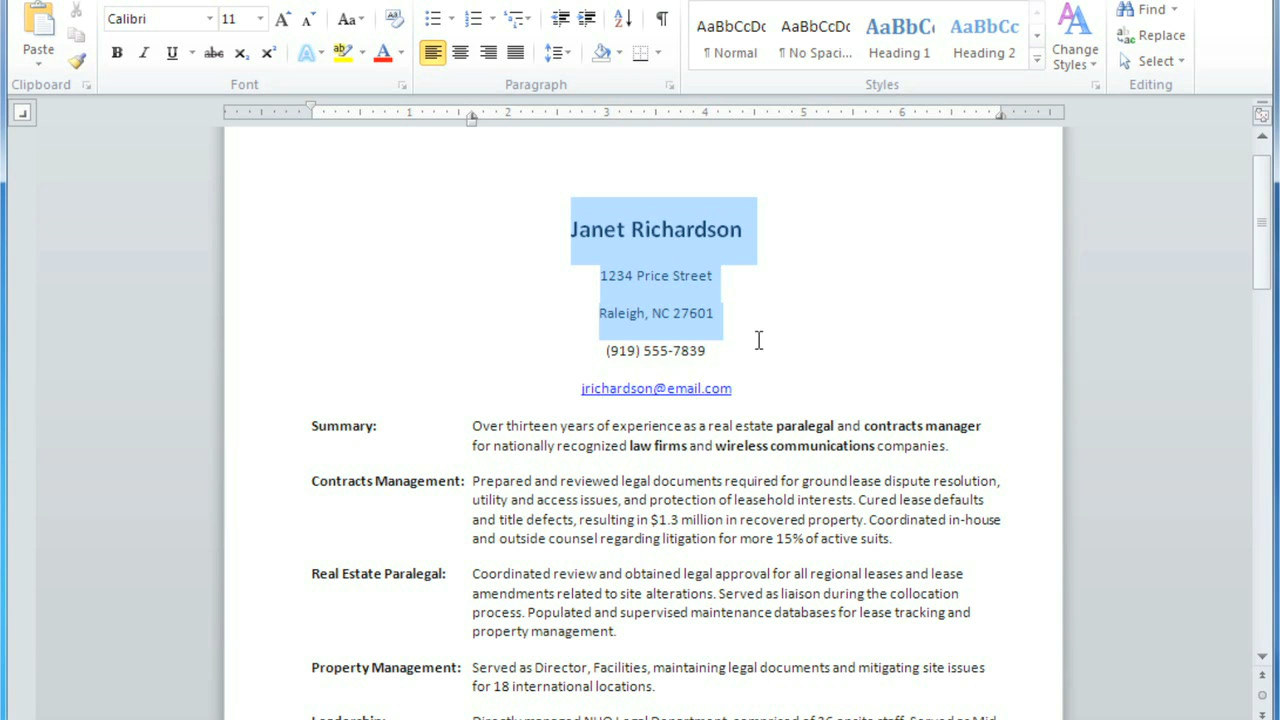 Calibri 11 Aa
Paste
B I U abc X₂ X² A ab A
AaBbCcDc AaBbCcDc AaBbC AaBbCc
¶ Normal ¶ No Spaci... Heading 1 Heading 2
Change
Styles
Find
Replace
Select
Clipboard Font Paragraph Styles Editing
1 2 3 4 5 6
Janet Richardson
1234 Price Street
Raleigh, NC 27601
(919) 555-7839
jrichardson@email.com
Summary: Over thirteen years of experience as a real estate paralegal and contracts manager
for nationally recognized law firms and wireless communications companies.
Contracts Management: Prepared and reviewed legal documents required for ground lease dispute resolution,
utility and access issues, and protection of leasehold interests. Cured lease defaults
and title defects, resulting in $1.3 million in recovered property. Coordinated in-house
and outside counsel regarding litigation for more 15% of active suits.
Real Estate Paralegal: Coordinated review and obtained legal approval for all regional leases and lease
amendments related to site alterations. Served as liaison during the collocation
process. Populated and supervised maintenance databases for lease tracking and
property management.
Property Management: Served as Director, Facilities, maintaining legal documents and mitigating site issues
for 18 international locations.